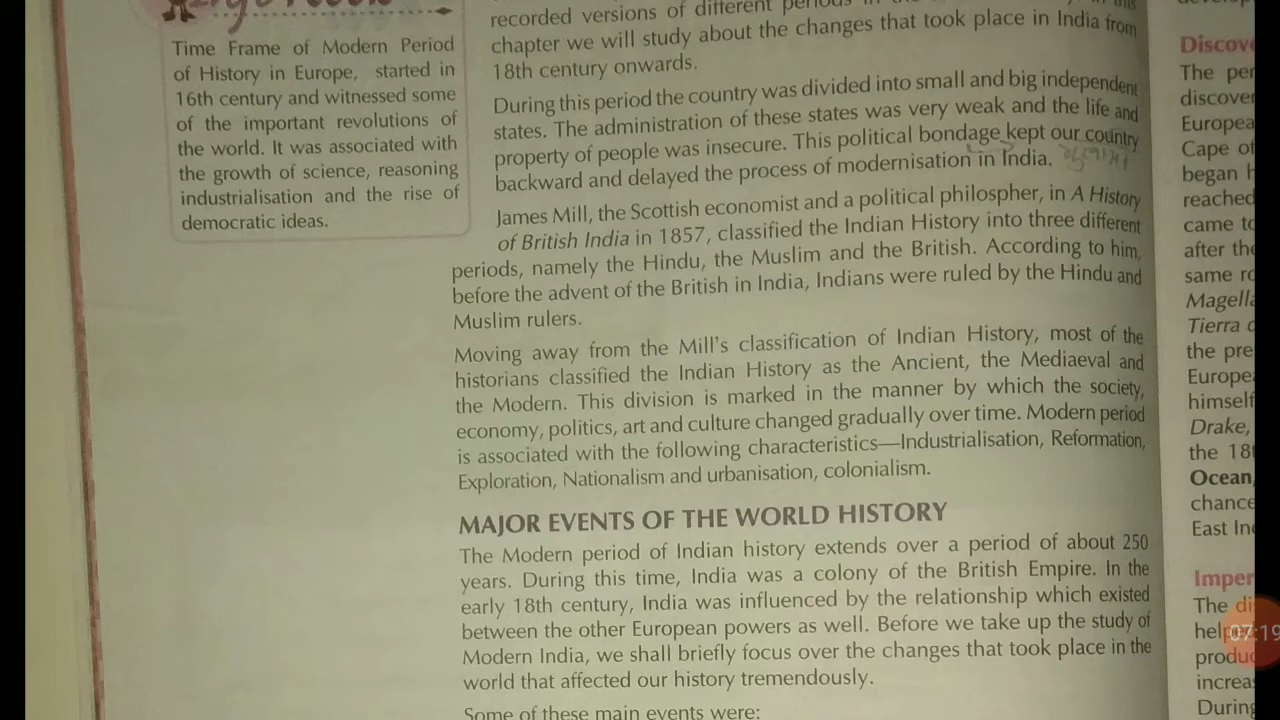 Time Frame of Modern Period
of History in Europe, started in
16th century and witnessed some
of the important revolutions of
the world. It was associated with
the growth of science, reasoning
industrialisation and the rise of
democratic ideas.
recorded versions of different periods in
chapter we will study about the changes that took place in India from
18th century onwards.
During this period the country was divided into small and big independent
states. The administration of these states was very weak and the life and
property of people was insecure. This political bondage kept our country
backward and delayed the process of modernisation in India.
James Mill, the Scottish economist and a political philospher, in A History
of British India in 1857, classified the Indian History into three different
periods, namely the Hindu, the Muslim and the British. According to him,
before the advent of the British in India, Indians were ruled by the Hindu and
Muslim rulers.
Moving away from the Mill's classification of Indian History, most of the
historians classified the Indian History as the Ancient, the Mediaeval and
the Modern. This division is marked in the manner by which the society,
economy, politics, art and culture changed gradually over time. Modern period
is associated with the following characteristics—Industrialisation, Reformation,
Exploration, Nationalism and urbanisation, colonialism.
MAJOR EVENTS OF THE WORLD HISTORY
The Modern period of Indian history extends over a period of about 250
years. During this time, India was a colony of the British Empire. In the
early 18th century, India was influenced by the relationship which existed
between the other European powers as well. Before we take up the study of
Modern India, we shall briefly focus over the changes that took place in the
world that affected our history tremendously.
Some of these main events were:
Discov
The per
discover
Europea
Cape of
began h
reached
came to
after the
same ro
Magella
Tierra d
the pre
Europea
himself
Drake,
the 18t
Ocean,
chance
East Ind
Imper
The di
help
produc
increas
During
07:19